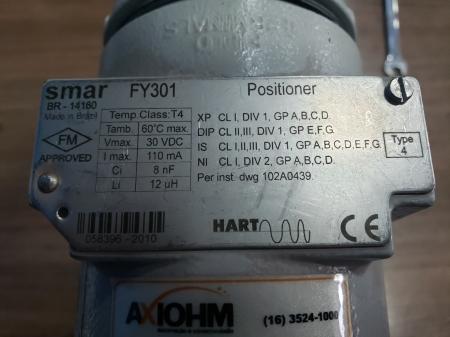 smar FY301 Positioner
BR - 14160
Made in Brazil
FM
APPROVED
Temp.Class:T4
Tamb. 60°C max.
Vmax. 30 VDC
I max. 110 mA
Ci 8 nF
Li 12 uH
XP CL I, DIV 1, GP A,B,C,D.
DIP CL II,III, DIV 1, GP E,F,G.
IS CL I,II,III, DIV 1, GP A,B,C,D,E,F,G.
NI CL I, DIV 2, GP A,B,C,D.
Per inst. dwg 102A0439.
Type
4
058396 -2010
HART
CE
AXIOHM
(16) 3524-1000